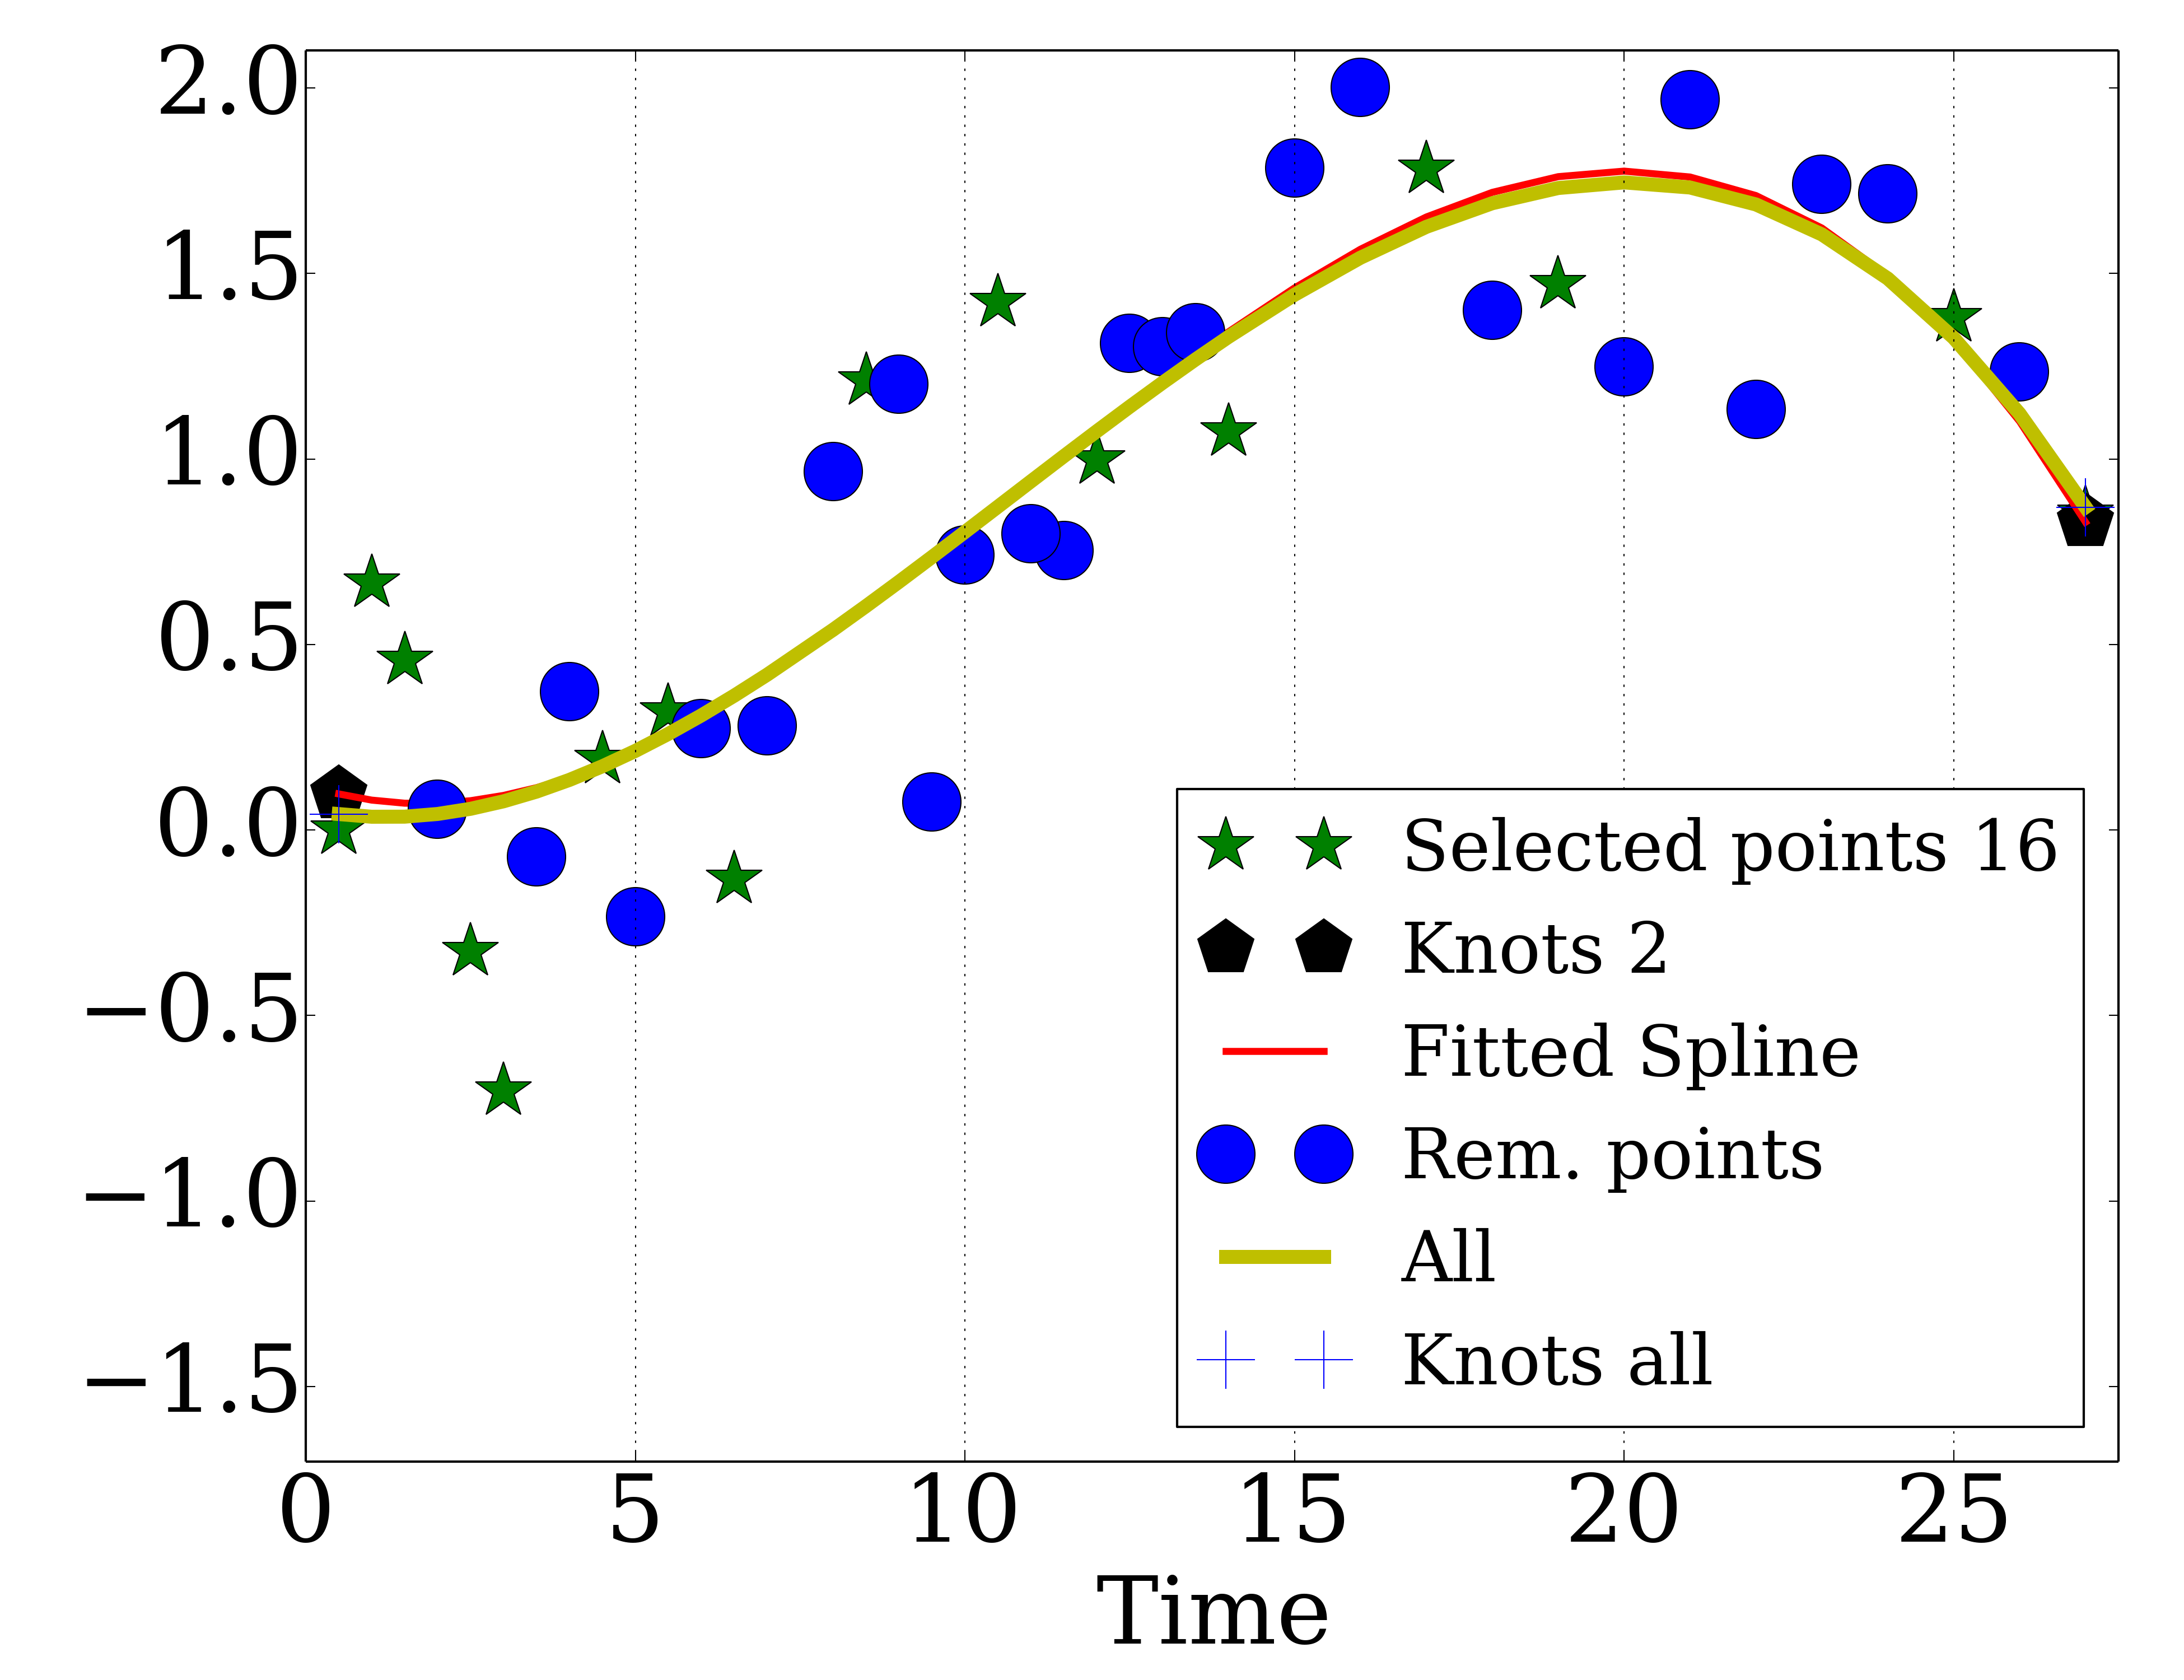 2.0
1.5
1.0
0.5
0.0
−0.5
−1.0
−1.5
Selected points 16
Knots 2
Fitted Spline
Rem. points
All
Knots all
0 5 10 15 20 25
Time